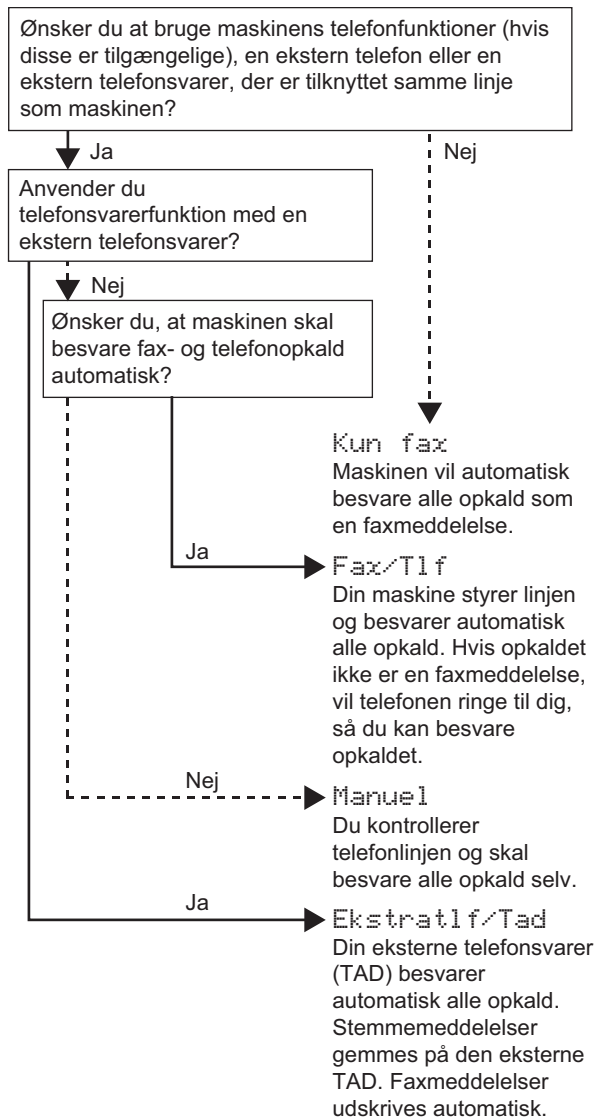 Ønsker du at bruge maskinens telefonfunktioner (hvis
disse er tilgængelige), en ekstern telefon eller en
ekstern telefonsvarer, der er tilknyttet samme linje
som maskinen?
Ja
Nej
Anvender du
telefonsvarerfunktion med en
ekstern telefonsvarer?
Nej
Ønsker du, at maskinen skal
besvare fax- og telefonopkald
automatisk?
Kun fax
Maskinen vil automatisk
besvare alle opkald som
en faxmeddelelse.
Ja
Fax/Tlf
Din maskine styrer linjen
og besvarer automatisk
alle opkald. Hvis opkaldet
ikke er en faxmeddelelse,
vil telefonen ringe til dig,
så du kan besvare
opkaldet.
Nej
Manuel
Du kontrollerer
telefonlinjen og skal
besvare alle opkald selv.
Ja
Ekstratlf/Tad
Din eksterne telefonsvarer
(TAD) besvarer
automatisk alle opkald.
Stemmemeddelelser
gemmes på den eksterne
TAD. Faxmeddelelser
udskrives automatisk.